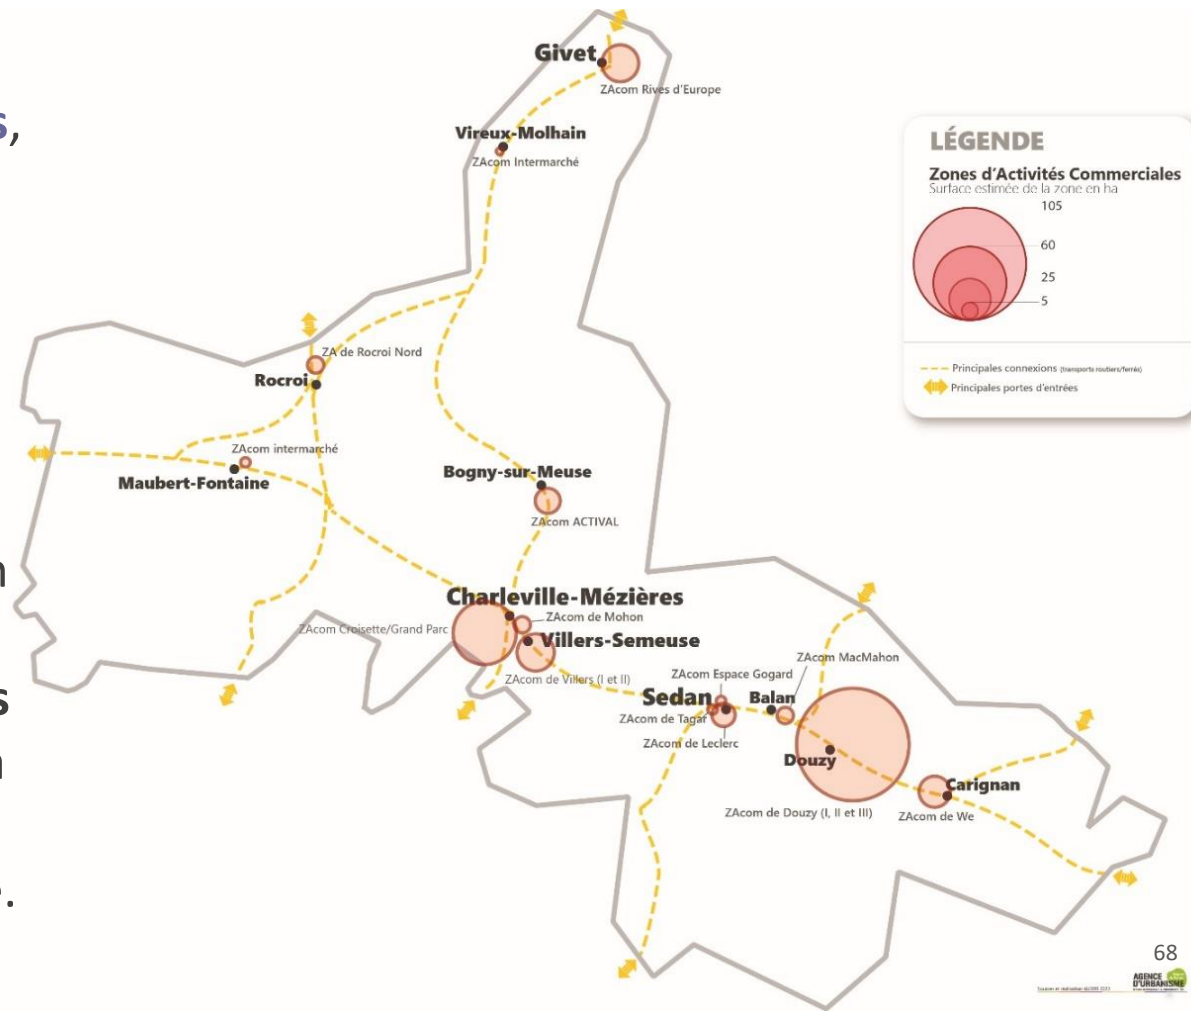 s,
n
s
n
e.
Givet
ZAcom Rives d'Europe
Vireux-Molhain
ZAcom Intermarché
ZA de Rocroi Nord
Rocroi
ZAcom intermarché
Maubert-Fontaine
Bogny-sur-Meuse
ZAcom ACTIVAL
Charleville-Mézières
ZAcom de Mohon
ZAcom Croisette/Grand Parc
Villers-Semeuse
ZAcom de Villers (I et II)
ZAcom MacMahon
ZAcom Espace Gogard
Sedan
Balan
ZAcom de Tagar
ZAcom de Leclerc
Douzy
Carignan
ZAcom de Douzy (I, II et III)
ZAcom de We
LÉGENDE
Zones d'Activités Commerciales
Surface estimée de la zone en ha
105
60
25
5
Principales connexions (transports routiers/ferrés)
Principales portes d'entrées
68
AGENCE
D'URBANISME